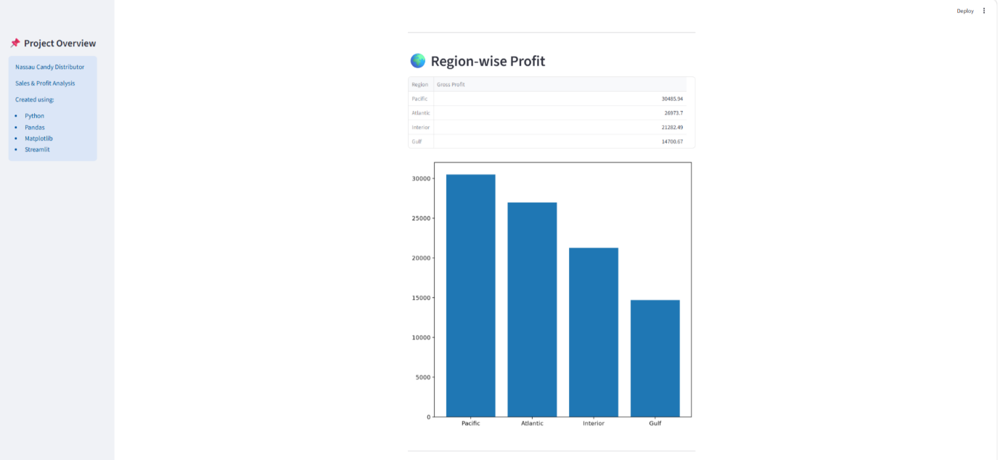 Deploy
📌 Project Overview
Nassau Candy Distributor
Sales & Profit Analysis
Created using:
• Python
• Pandas
• Matplotlib
• Streamlit
🌍 Region-wise Profit
Region Gross Profit
Pacific 30485.94
Atlantic 26973.7
Interior 21282.49
Gulf 14700.67
30000
25000
20000
15000
10000
5000
0
Pacific Atlantic Interior Gulf